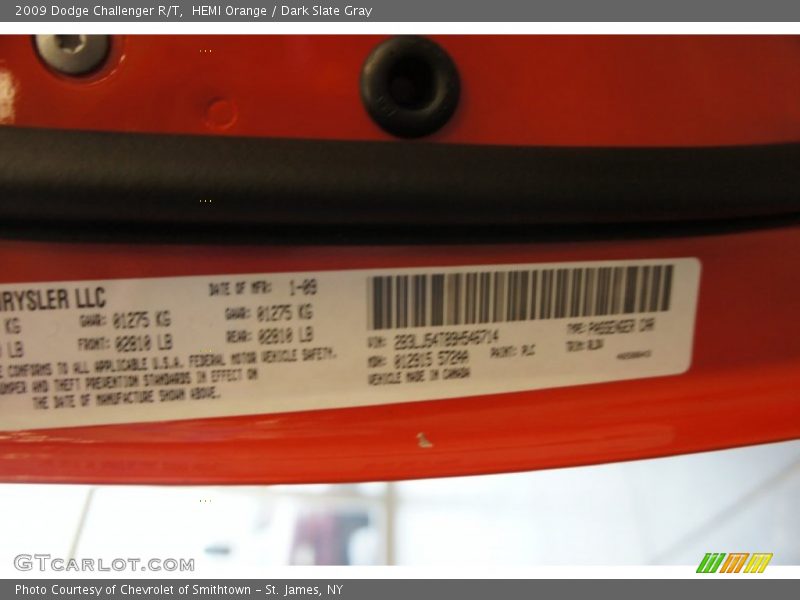 2009 Dodge Challenger R/T, HEMI Orange / Dark Slate Gray
RYSLER LLC
DATE OF MFR: 1-09
KG
GAWR: 01275 KG
GAWR: 01275 KG
LB
FRONT: 02810 LB
REAR: 02810 LB
CONFORMS TO ALL APPLICABLE U.S.A. FEDERAL MOTOR VEHICLE SAFETY,
UMPER AND THEFT PREVENTION STANDARDS IN EFFECT ON
THE DATE OF MANUFACTURE SHOWN ABOVE.
VIN: 2B3LJ54T89H546714
TYPE: PASSENGER CAR
MDH: 012815 572AA
PAINT: PLC
TRIM:
VEHICLE MADE IN CANADA
GTCARLOT.COM
Photo Courtesy of Chevrolet of Smithtown - St. James, NY